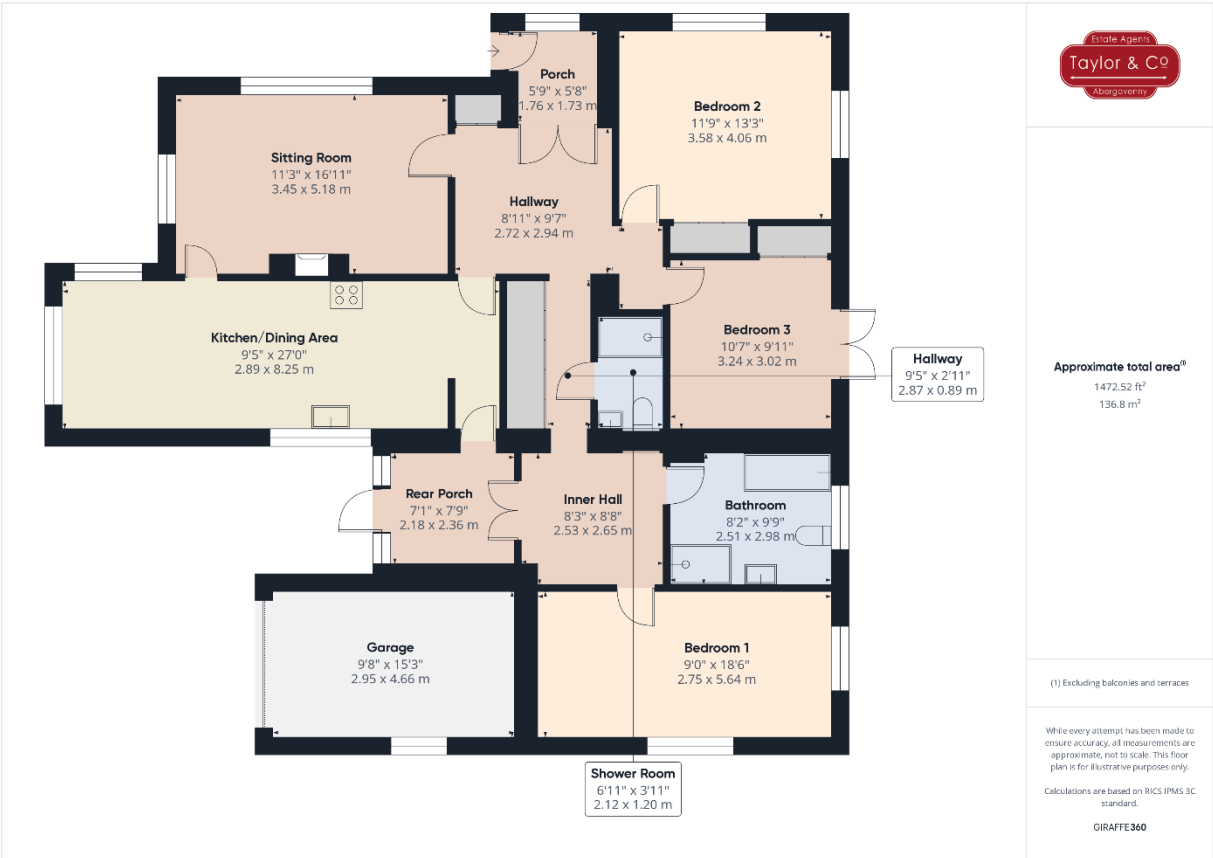 Porch
5'9" x 5'8"
1.76 x 1.73 m
Bedroom 2
11'9" x 13'3"
3.58 x 4.06 m
Sitting Room
11'3" x 16'11"
3.45 x 5.18 m
Hallway
8'11" x 9'7"
2.72 x 2.94 m
Kitchen/Dining Area
9'5" x 27'0"
2.89 x 8.25 m
Bedroom 3
10'7" x 9'11"
3.24 x 3.02 m
Hallway
9'5" x 2'11"
2.87 x 0.89 m
Rear Porch
7'1" x 7'9"
2.18 x 2.36 m
Inner Hall
8'3" x 8'8"
2.53 x 2.65 m
Bathroom
8'2" x 9'9"
2.51 x 2.98 m
Garage
9'8" x 15'3"
2.95 x 4.66 m
Bedroom 1
9'0" x 18'6"
2.75 x 5.64 m
Shower Room
6'11" x 3'11"
2.12 x 1.20 m
Estate Agents
Taylor & Co
Abergavenny
Approximate total area⁽¹⁾
1472.52 ft²
136.8 m²
(1) Excluding balconies and terraces
While every attempt has been made to
ensure accuracy, all measurements are
approximate, not to scale. This floor
plan is for illustrative purposes only.
Calculations are based on RICS IPMS 3C
standard.
GIRAFFE360